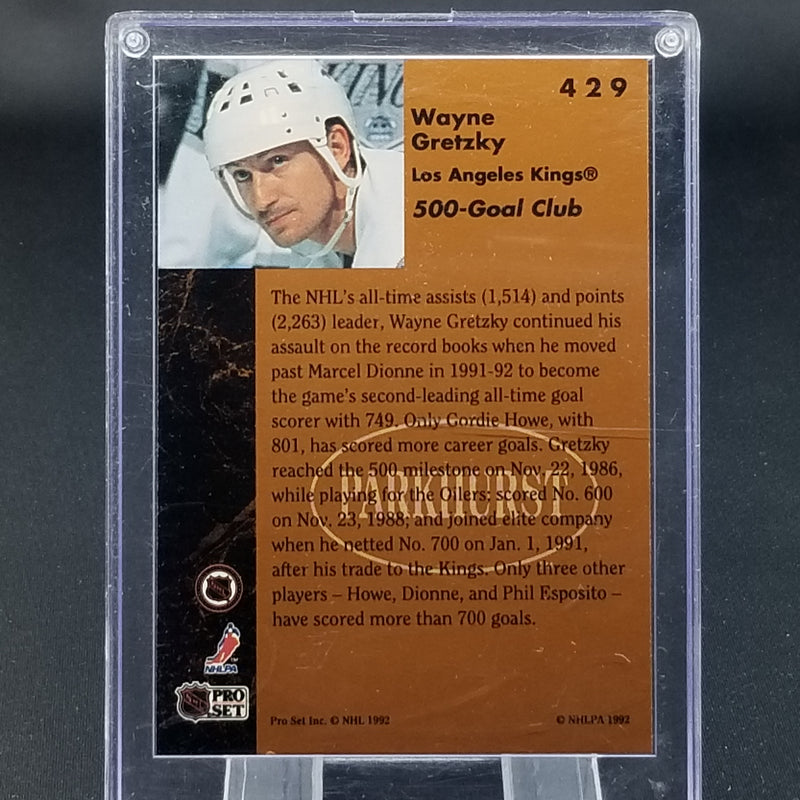 429
Wayne
Gretzky
Los Angeles Kings®
500-Goal Club
The NHL's all-time assists (1,514) and points
(2,263) leader, Wayne Gretzky continued his
assault on the record books when he moved
past Marcel Dionne in 1991-92 to become
the game's second-leading all-time goal
scorer with 749. Only Gordie Howe, with
801, has scored more career goals. Gretzky
reached the 500 milestone on Nov. 22, 1986,
while playing for the Oilers; scored No. 600
on Nov. 23, 1988; and joined elite company
when he netted No. 700 on Jan. 1, 1991,
after his trade to the Kings. Only three other
players – Howe, Dionne, and Phil Esposito –
have scored more than 700 goals.
PARKHURST
NHL
NHLPA™
NHL PRO
SET
Pro Set Inc. © NHL 1992
© NHLPA 1992